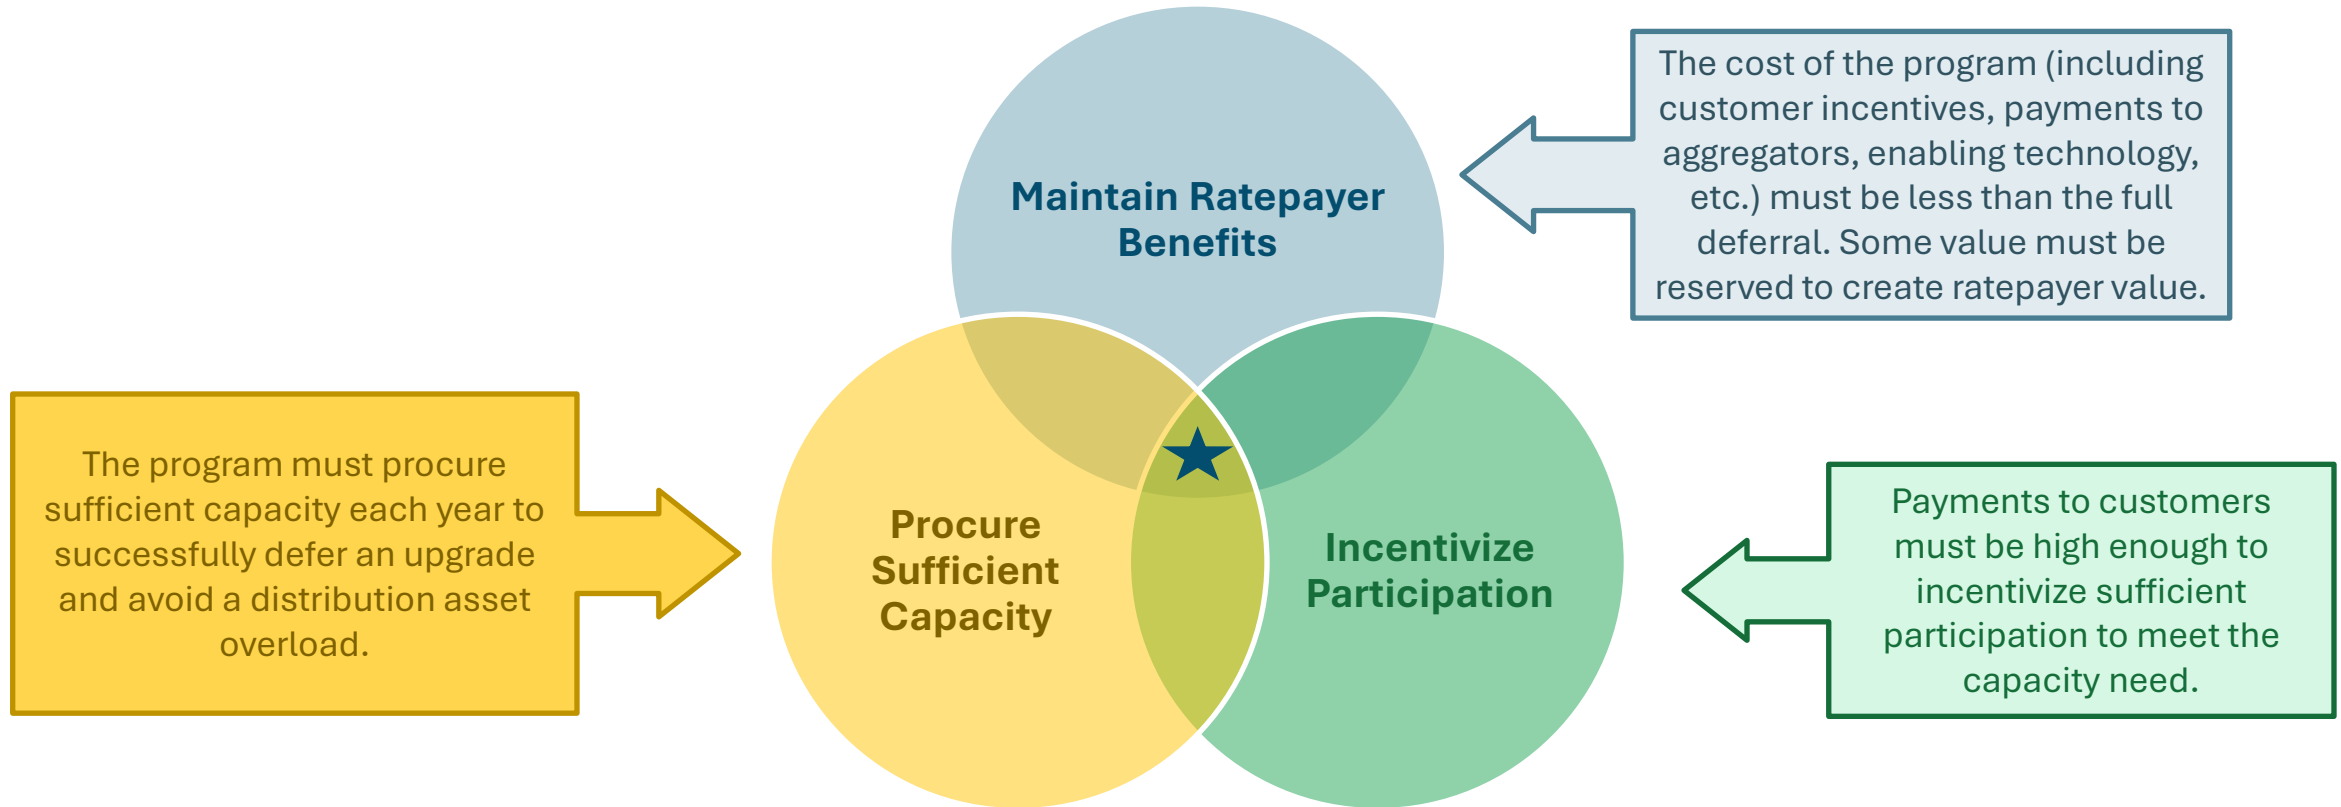 Maintain Ratepayer
Benefits
The cost of the program (including
customer incentives, payments to
aggregators, enabling technology,
etc.) must be less than the full
deferral. Some value must be
reserved to create ratepayer value.
The program must procure
sufficient capacity each year to
successfully defer an upgrade
and avoid a distribution asset
overload.
Procure
Sufficient
Capacity
Incentivize
Participation
Payments to customers
must be high enough to
incentivize sufficient
participation to meet the
capacity need.